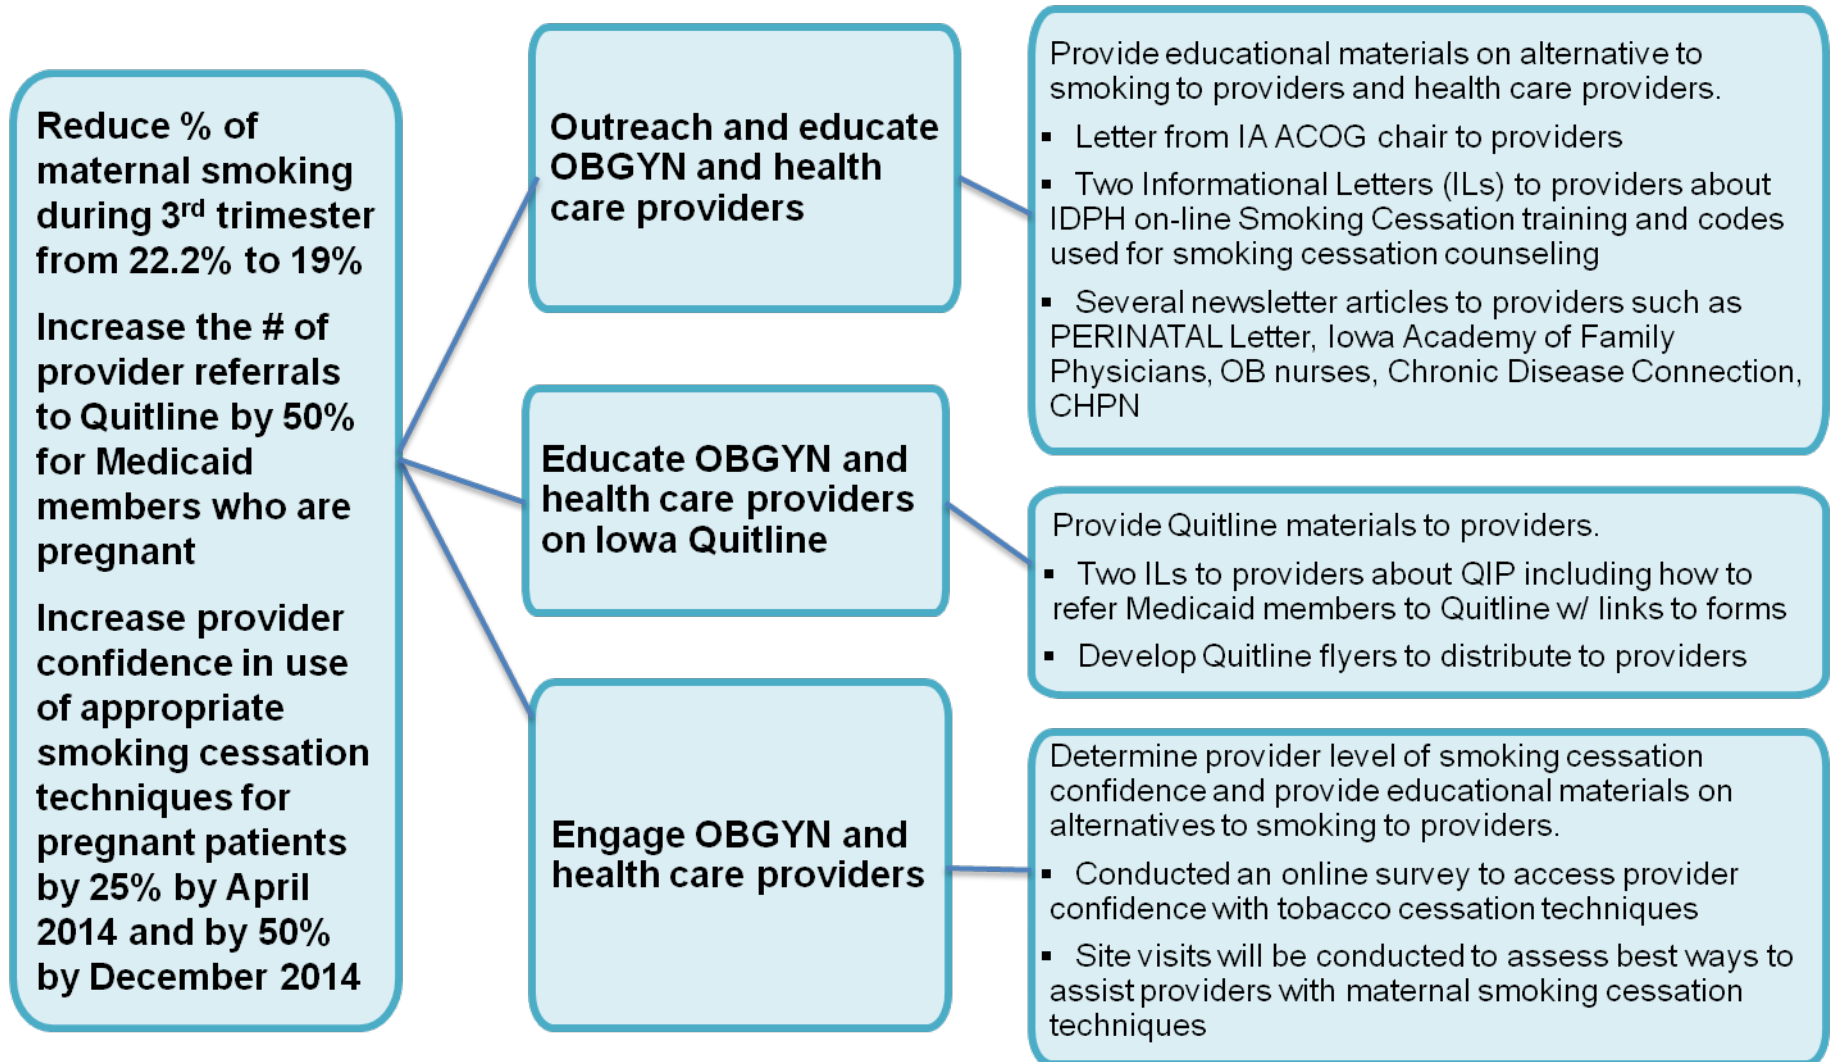 Reduce % of
maternal smoking
during 3rd trimester
from 22.2% to 19%
Increase the # of
provider referrals
to Quitline by 50%
for Medicaid
members who are
pregnant
Increase provider
confidence in use
of appropriate
smoking cessation
techniques for
pregnant patients
by 25% by April
2014 and by 50%
by December 2014
Outreach and educate
OBGYN and health
care providers
Educate OBGYN and
health care providers
on Iowa Quitline
Engage OBGYN and
health care providers
Provide educational materials on alternative to
smoking to providers and health care providers.
▪ Letter from IA ACOG chair to providers
▪ Two Informational Letters (ILs) to providers about
IDPH on-line Smoking Cessation training and codes
used for smoking cessation counseling
▪ Several newsletter articles to providers such as
PERINATAL Letter, Iowa Academy of Family
Physicians, OB nurses, Chronic Disease Connection,
CHPN
Provide Quitline materials to providers.
▪ Two ILs to providers about QIP including how to
refer Medicaid members to Quitline w/ links to forms
▪ Develop Quitline flyers to distribute to providers
Determine provider level of smoking cessation
confidence and provide educational materials on
alternatives to smoking to providers.
▪ Conducted an online survey to access provider
confidence with tobacco cessation techniques
▪ Site visits will be conducted to assess best ways to
assist providers with maternal smoking cessation
techniques